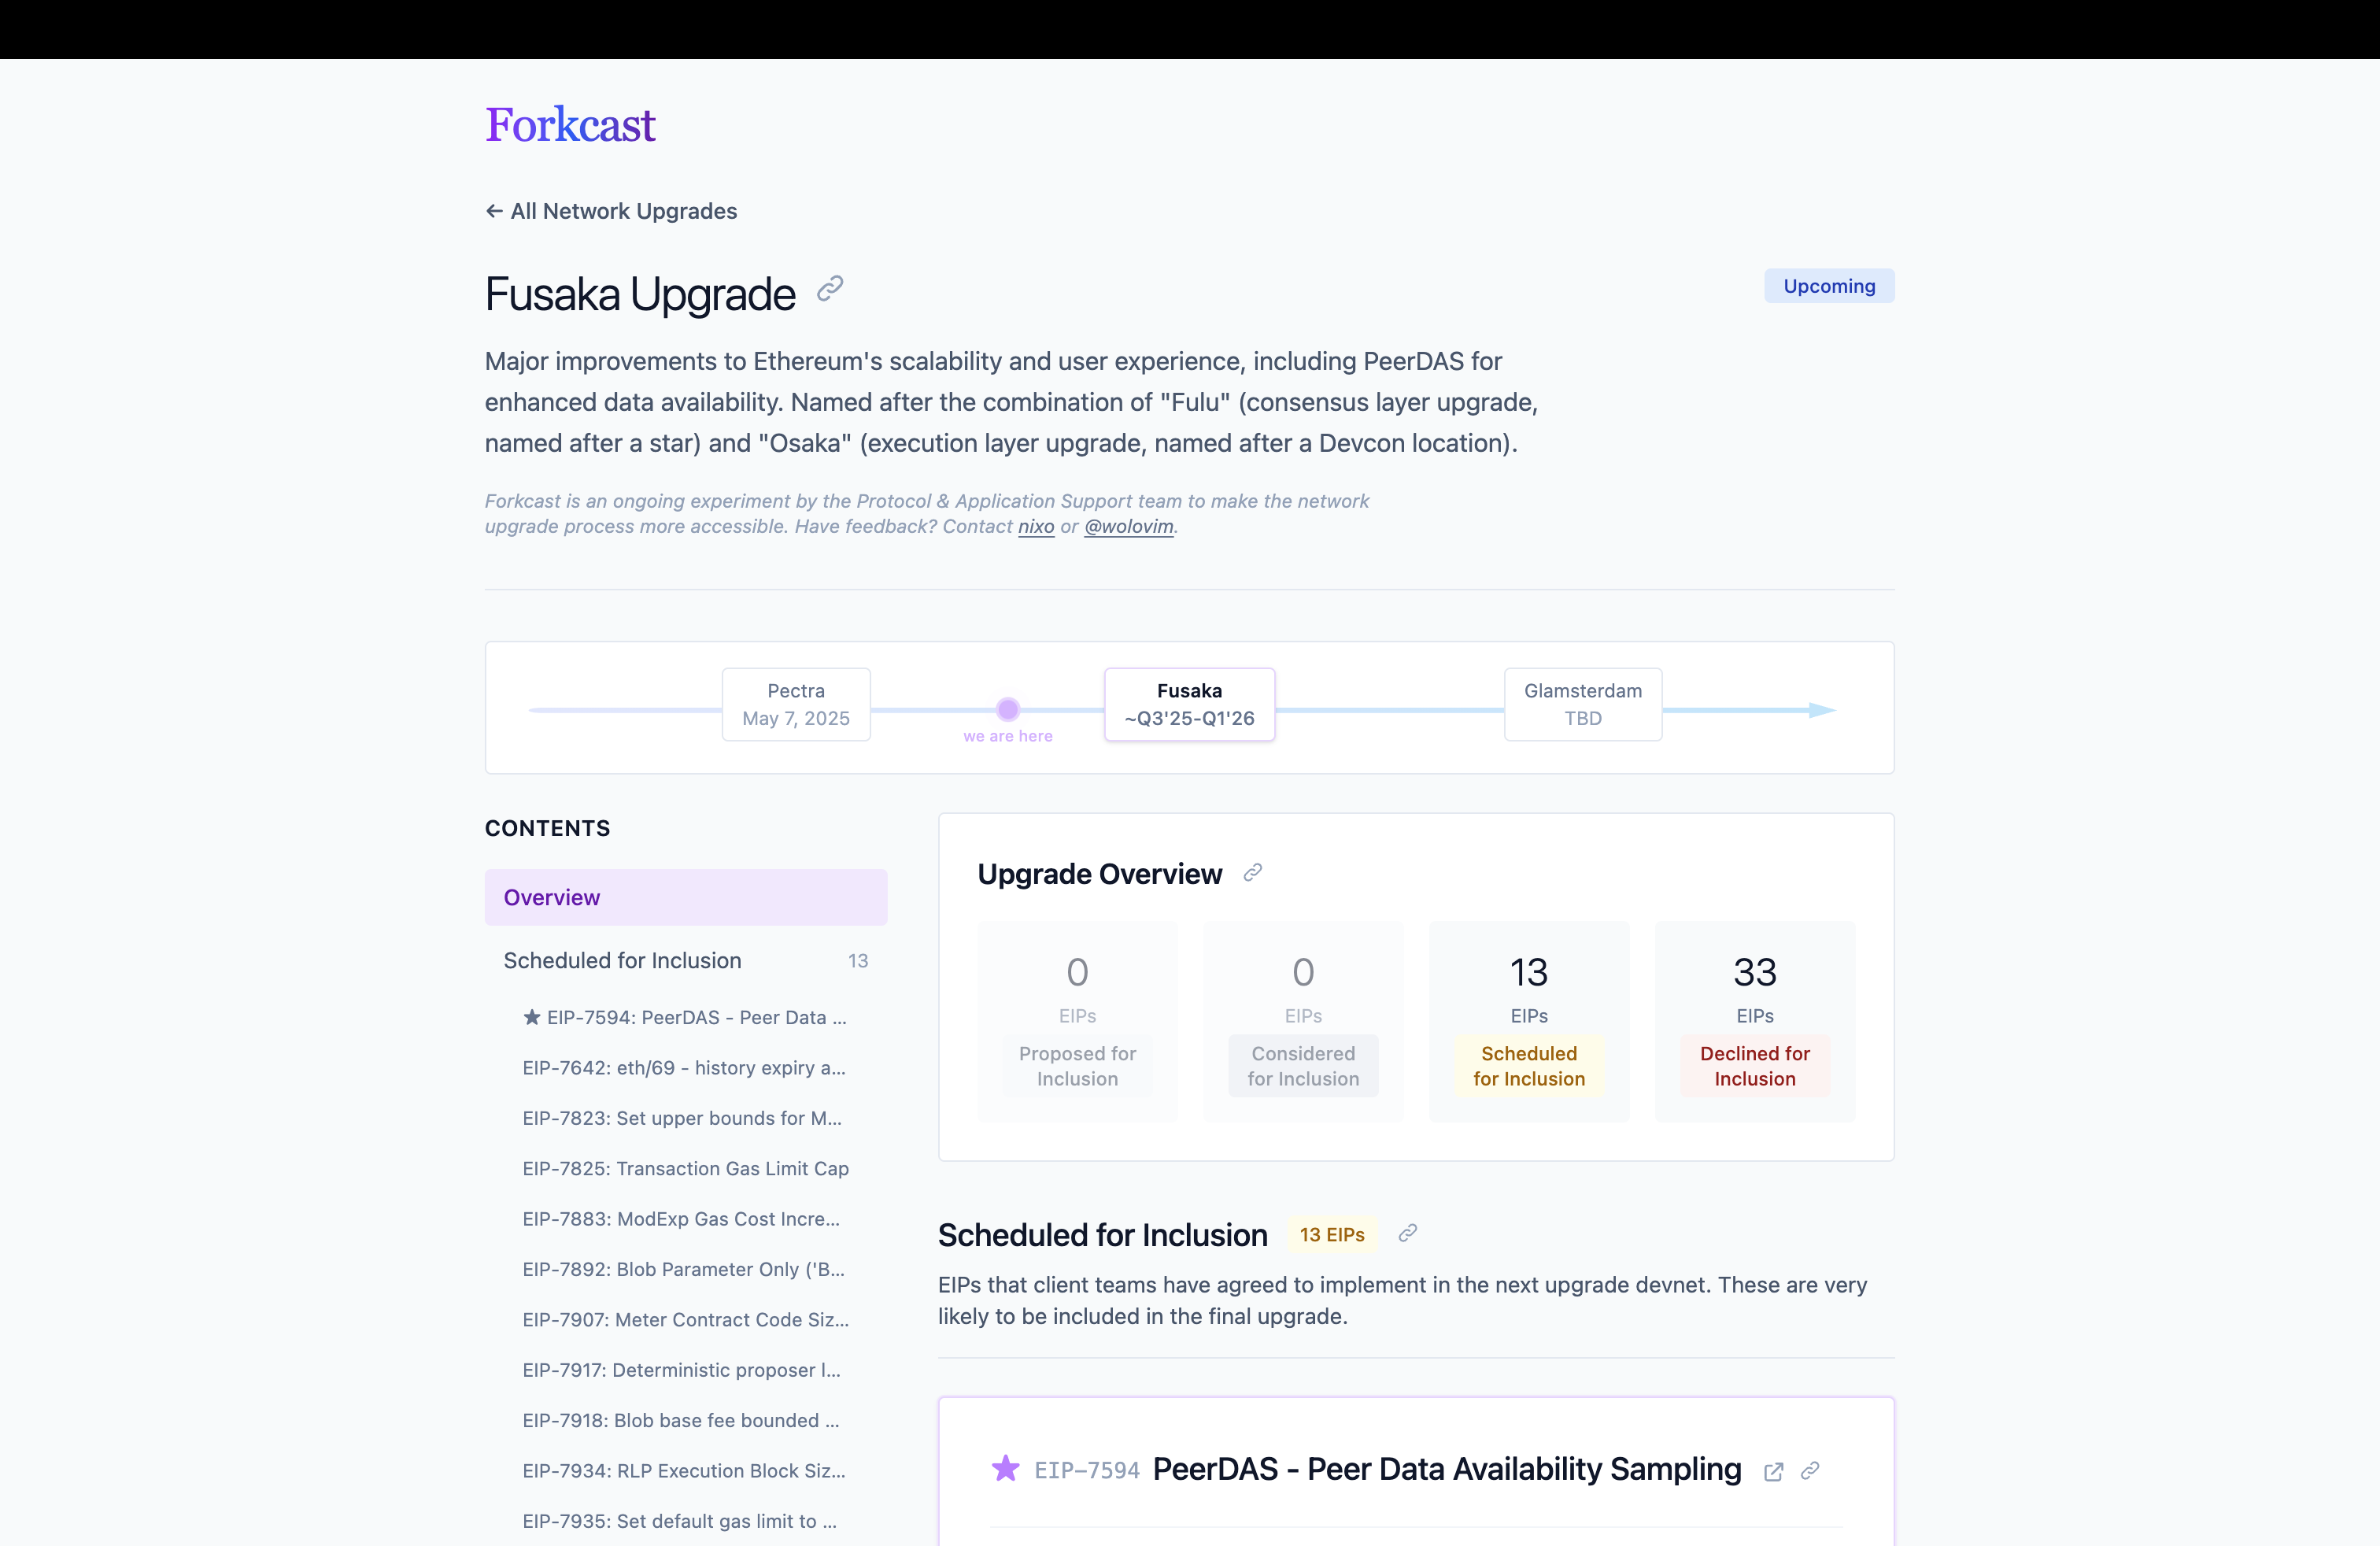 Forkcast
← All Network Upgrades
Fusaka Upgrade
Upcoming
Major improvements to Ethereum's scalability and user experience, including PeerDAS for
enhanced data availability. Named after the combination of "Fulu" (consensus layer upgrade,
named after a star) and "Osaka" (execution layer upgrade, named after a Devcon location).
Forkcast is an ongoing experiment by the Protocol & Application Support team to make the network
upgrade process more accessible. Have feedback? Contact nixo or @wolovim.
Pectra
May 7, 2025
we are here
Fusaka
~Q3'25-Q1'26
Glamsterdam
TBD
CONTENTS
Overview
Scheduled for Inclusion 13
★ EIP-7594: PeerDAS - Peer Data ...
EIP-7642: eth/69 - history expiry a...
EIP-7823: Set upper bounds for M...
EIP-7825: Transaction Gas Limit Cap
EIP-7883: ModExp Gas Cost Incre...
EIP-7892: Blob Parameter Only ('B...
EIP-7907: Meter Contract Code Siz...
EIP-7917: Deterministic proposer l...
EIP-7918: Blob base fee bounded ...
EIP-7934: RLP Execution Block Siz...
EIP-7935: Set default gas limit to ...
Upgrade Overview
0
EIPs
Proposed for
Inclusion
0
EIPs
Considered
for Inclusion
13
EIPs
Scheduled
for Inclusion
33
EIPs
Declined for
Inclusion
Scheduled for Inclusion 13 EIPs
EIPs that client teams have agreed to implement in the next upgrade devnet. These are very
likely to be included in the final upgrade.
★ EIP-7594 PeerDAS - Peer Data Availability Sampling